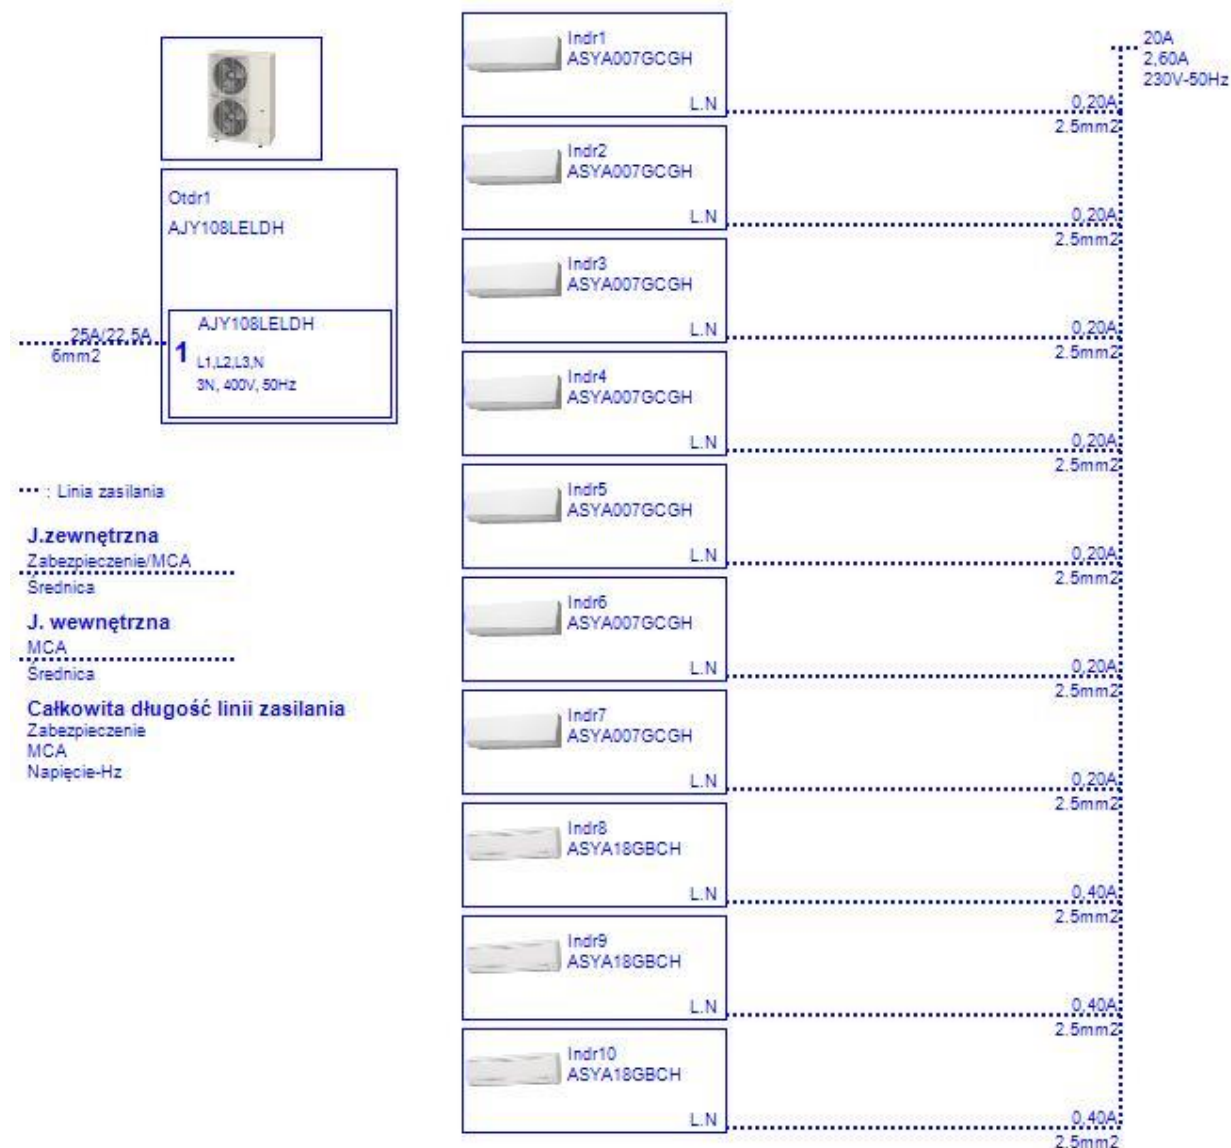 Otdr1
AJY108LELDH
25A/22,5A
6mm2
AJY108LELDH
1
L1,L2,L3,N
3N, 400V, 50Hz
: Linia zasilania
J.zewnętrzna
Zabezpieczenie/MCA
Średnica
J. wewnętrzna
MCA
Średnica
Całkowita długość linii zasilania
Zabezpieczenie
MCA
Napięcie-Hz
Indr1
ASYA007GCGH
L.N
0,20A
2.5mm2
Indr2
ASYA007GCGH
L.N
0,20A
2.5mm2
Indr3
ASYA007GCGH
L.N
0,20A
2.5mm2
Indr4
ASYA007GCGH
L.N
0,20A
2.5mm2
Indr5
ASYA007GCGH
L.N
0,20A
2.5mm2
Indr6
ASYA007GCGH
L.N
0,20A
2.5mm2
Indr7
ASYA007GCGH
L.N
0,20A
2.5mm2
Indr8
ASYA18GBCH
L.N
0,40A
2.5mm2
Indr9
ASYA18GBCH
L.N
0,40A
2.5mm2
Indr10
ASYA18GBCH
L.N
0,40A
2.5mm2
20A
2,60A
230V-50Hz